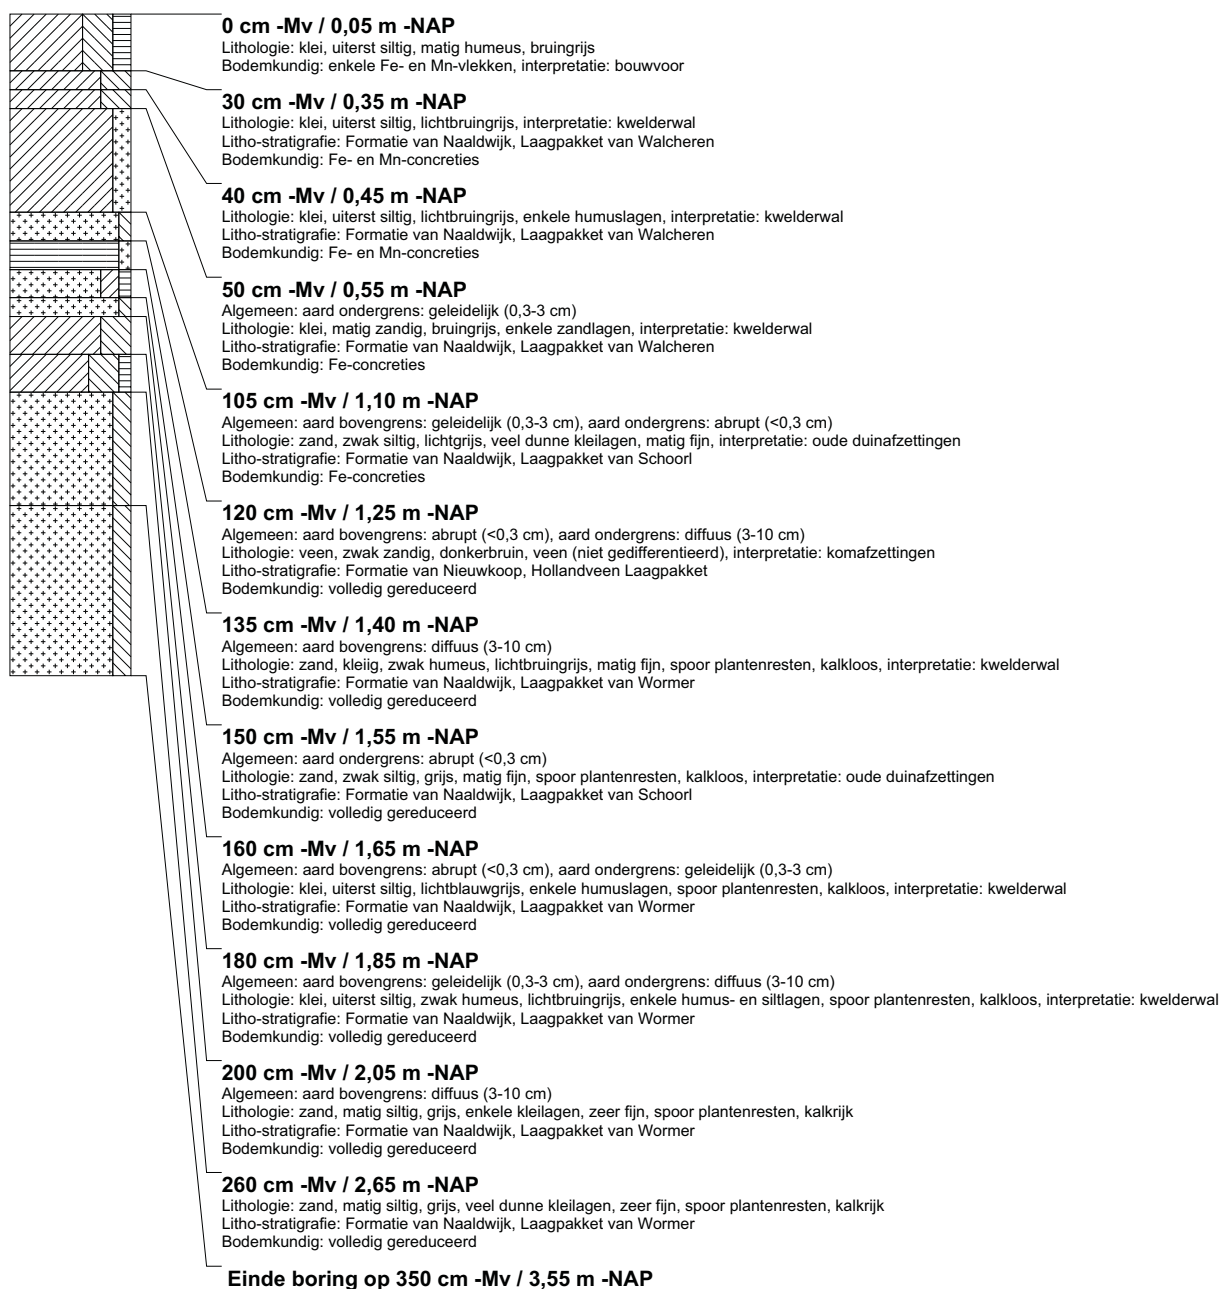 0 cm -Mv / 0,05 m -NAP
Lithologie: klei, uiterst siltig, matig humeus, bruingrijs
Bodemkundig: enkele Fe- en Mn-vlekken, interpretatie: bouwvoor
30 cm -Mv / 0,35 m -NAP
Lithologie: klei, uiterst siltig, lichtbruingrijs, interpretatie: kwelderwal
Litho-stratigrafie: Formatie van Naaldwijk, Laagpakket van Walcheren
Bodemkundig: Fe- en Mn-concreties
40 cm -Mv / 0,45 m -NAP
Lithologie: klei, uiterst siltig, lichtbruingrijs, enkele humuslagen, interpretatie: kwelderwal
Litho-stratigrafie: Formatie van Naaldwijk, Laagpakket van Walcheren
Bodemkundig: Fe- en Mn-concreties
50 cm -Mv / 0,55 m -NAP
Algemeen: aard ondergrens: geleidelijk (0,3-3 cm)
Lithologie: klei, matig zandig, bruingrijs, enkele zandlagen, interpretatie: kwelderwal
Litho-stratigrafie: Formatie van Naaldwijk, Laagpakket van Walcheren
Bodemkundig: Fe-concreties
105 cm -Mv / 1,10 m -NAP
Algemeen: aard bovengrens: geleidelijk (0,3-3 cm), aard ondergrens: abrupt (<0,3 cm)
Lithologie: zand, zwak siltig, lichtgrijs, veel dunne kleilagen, matig fijn, interpretatie: oude duinafzettingen
Litho-stratigrafie: Formatie van Naaldwijk, Laagpakket van Schoorl
Bodemkundig: Fe-concreties
120 cm -Mv / 1,25 m -NAP
Algemeen: aard bovengrens: abrupt (<0,3 cm), aard ondergrens: diffuus (3-10 cm)
Lithologie: veen, zwak zandig, donkerbruin, veen (niet gedifferentieerd), interpretatie: komafzettingen
Litho-stratigrafie: Formatie van Nieuwkoop, Hollandveen Laagpakket
Bodemkundig: volledig gereduceerd
135 cm -Mv / 1,40 m -NAP
Algemeen: aard bovengrens: diffuus (3-10 cm)
Lithologie: zand, kleiig, zwak humeus, lichtbruingrijs, matig fijn, spoor plantenresten, kalkloos, interpretatie: kwelderwal
Litho-stratigrafie: Formatie van Naaldwijk, Laagpakket van Wormer
Bodemkundig: volledig gereduceerd
150 cm -Mv / 1,55 m -NAP
Algemeen: aard ondergrens: abrupt (<0,3 cm)
Lithologie: zand, zwak siltig, grijs, matig fijn, spoor plantenresten, kalkloos, interpretatie: oude duinafzettingen
Litho-stratigrafie: Formatie van Naaldwijk, Laagpakket van Schoorl
Bodemkundig: volledig gereduceerd
160 cm -Mv / 1,65 m -NAP
Algemeen: aard bovengrens: abrupt (<0,3 cm), aard ondergrens: geleidelijk (0,3-3 cm)
Lithologie: klei, uiterst siltig, lichtblauwgrijs, enkele humuslagen, spoor plantenresten, kalkloos, interpretatie: kwelderwal
Litho-stratigrafie: Formatie van Naaldwijk, Laagpakket van Wormer
Bodemkundig: volledig gereduceerd
180 cm -Mv / 1,85 m -NAP
Algemeen: aard bovengrens: geleidelijk (0,3-3 cm), aard ondergrens: diffuus (3-10 cm)
Lithologie: klei, uiterst siltig, zwak humeus, lichtbruingrijs, enkele humus- en siltlagen, spoor plantenresten, kalkloos, interpretatie: kwelderwal
Litho-stratigrafie: Formatie van Naaldwijk, Laagpakket van Wormer
Bodemkundig: volledig gereduceerd
200 cm -Mv / 2,05 m -NAP
Algemeen: aard bovengrens: diffuus (3-10 cm)
Lithologie: zand, matig siltig, grijs, enkele kleilagen, zeer fijn, spoor plantenresten, kalkrijk
Litho-stratigrafie: Formatie van Naaldwijk, Laagpakket van Wormer
Bodemkundig: volledig gereduceerd
260 cm -Mv / 2,65 m -NAP
Lithologie: zand, matig siltig, grijs, veel dunne kleilagen, zeer fijn, spoor plantenresten, kalkrijk
Litho-stratigrafie: Formatie van Naaldwijk, Laagpakket van Wormer
Bodemkundig: volledig gereduceerd
Einde boring op 350 cm -Mv / 3,55 m -NAP